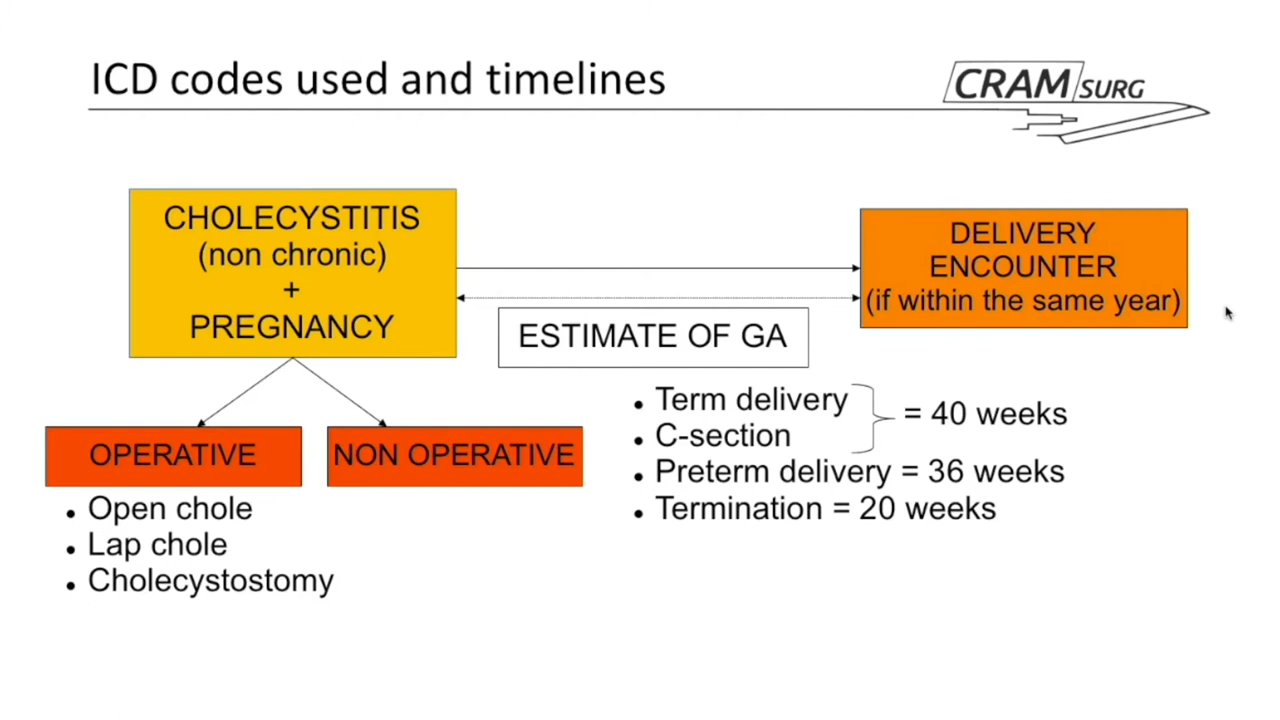 ICD codes used and timelines
CRAM SURG
CHOLECYSTITIS
(non chronic)
+
PREGNANCY
DELIVERY
ENCOUNTER
(if within the same year)
ESTIMATE OF GA
OPERATIVE
NON OPERATIVE
• Open chole
• Lap chole
• Cholecystostomy
• Term delivery
• C-section
= 40 weeks
• Preterm delivery = 36 weeks
• Termination = 20 weeks